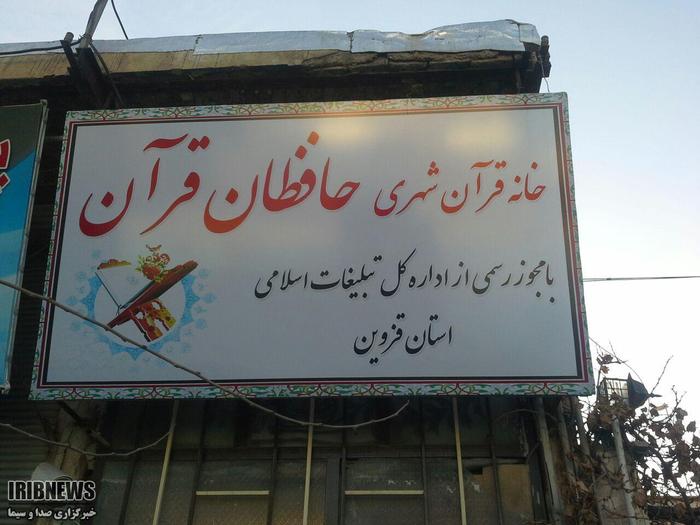 خانه قرآن شهری حافظان قرآن
با مجوز رسمی از اداره کل تبلیغات اسلامی
استان قزوین
IRIBNEWS
خبرگزاری صدا و سیما